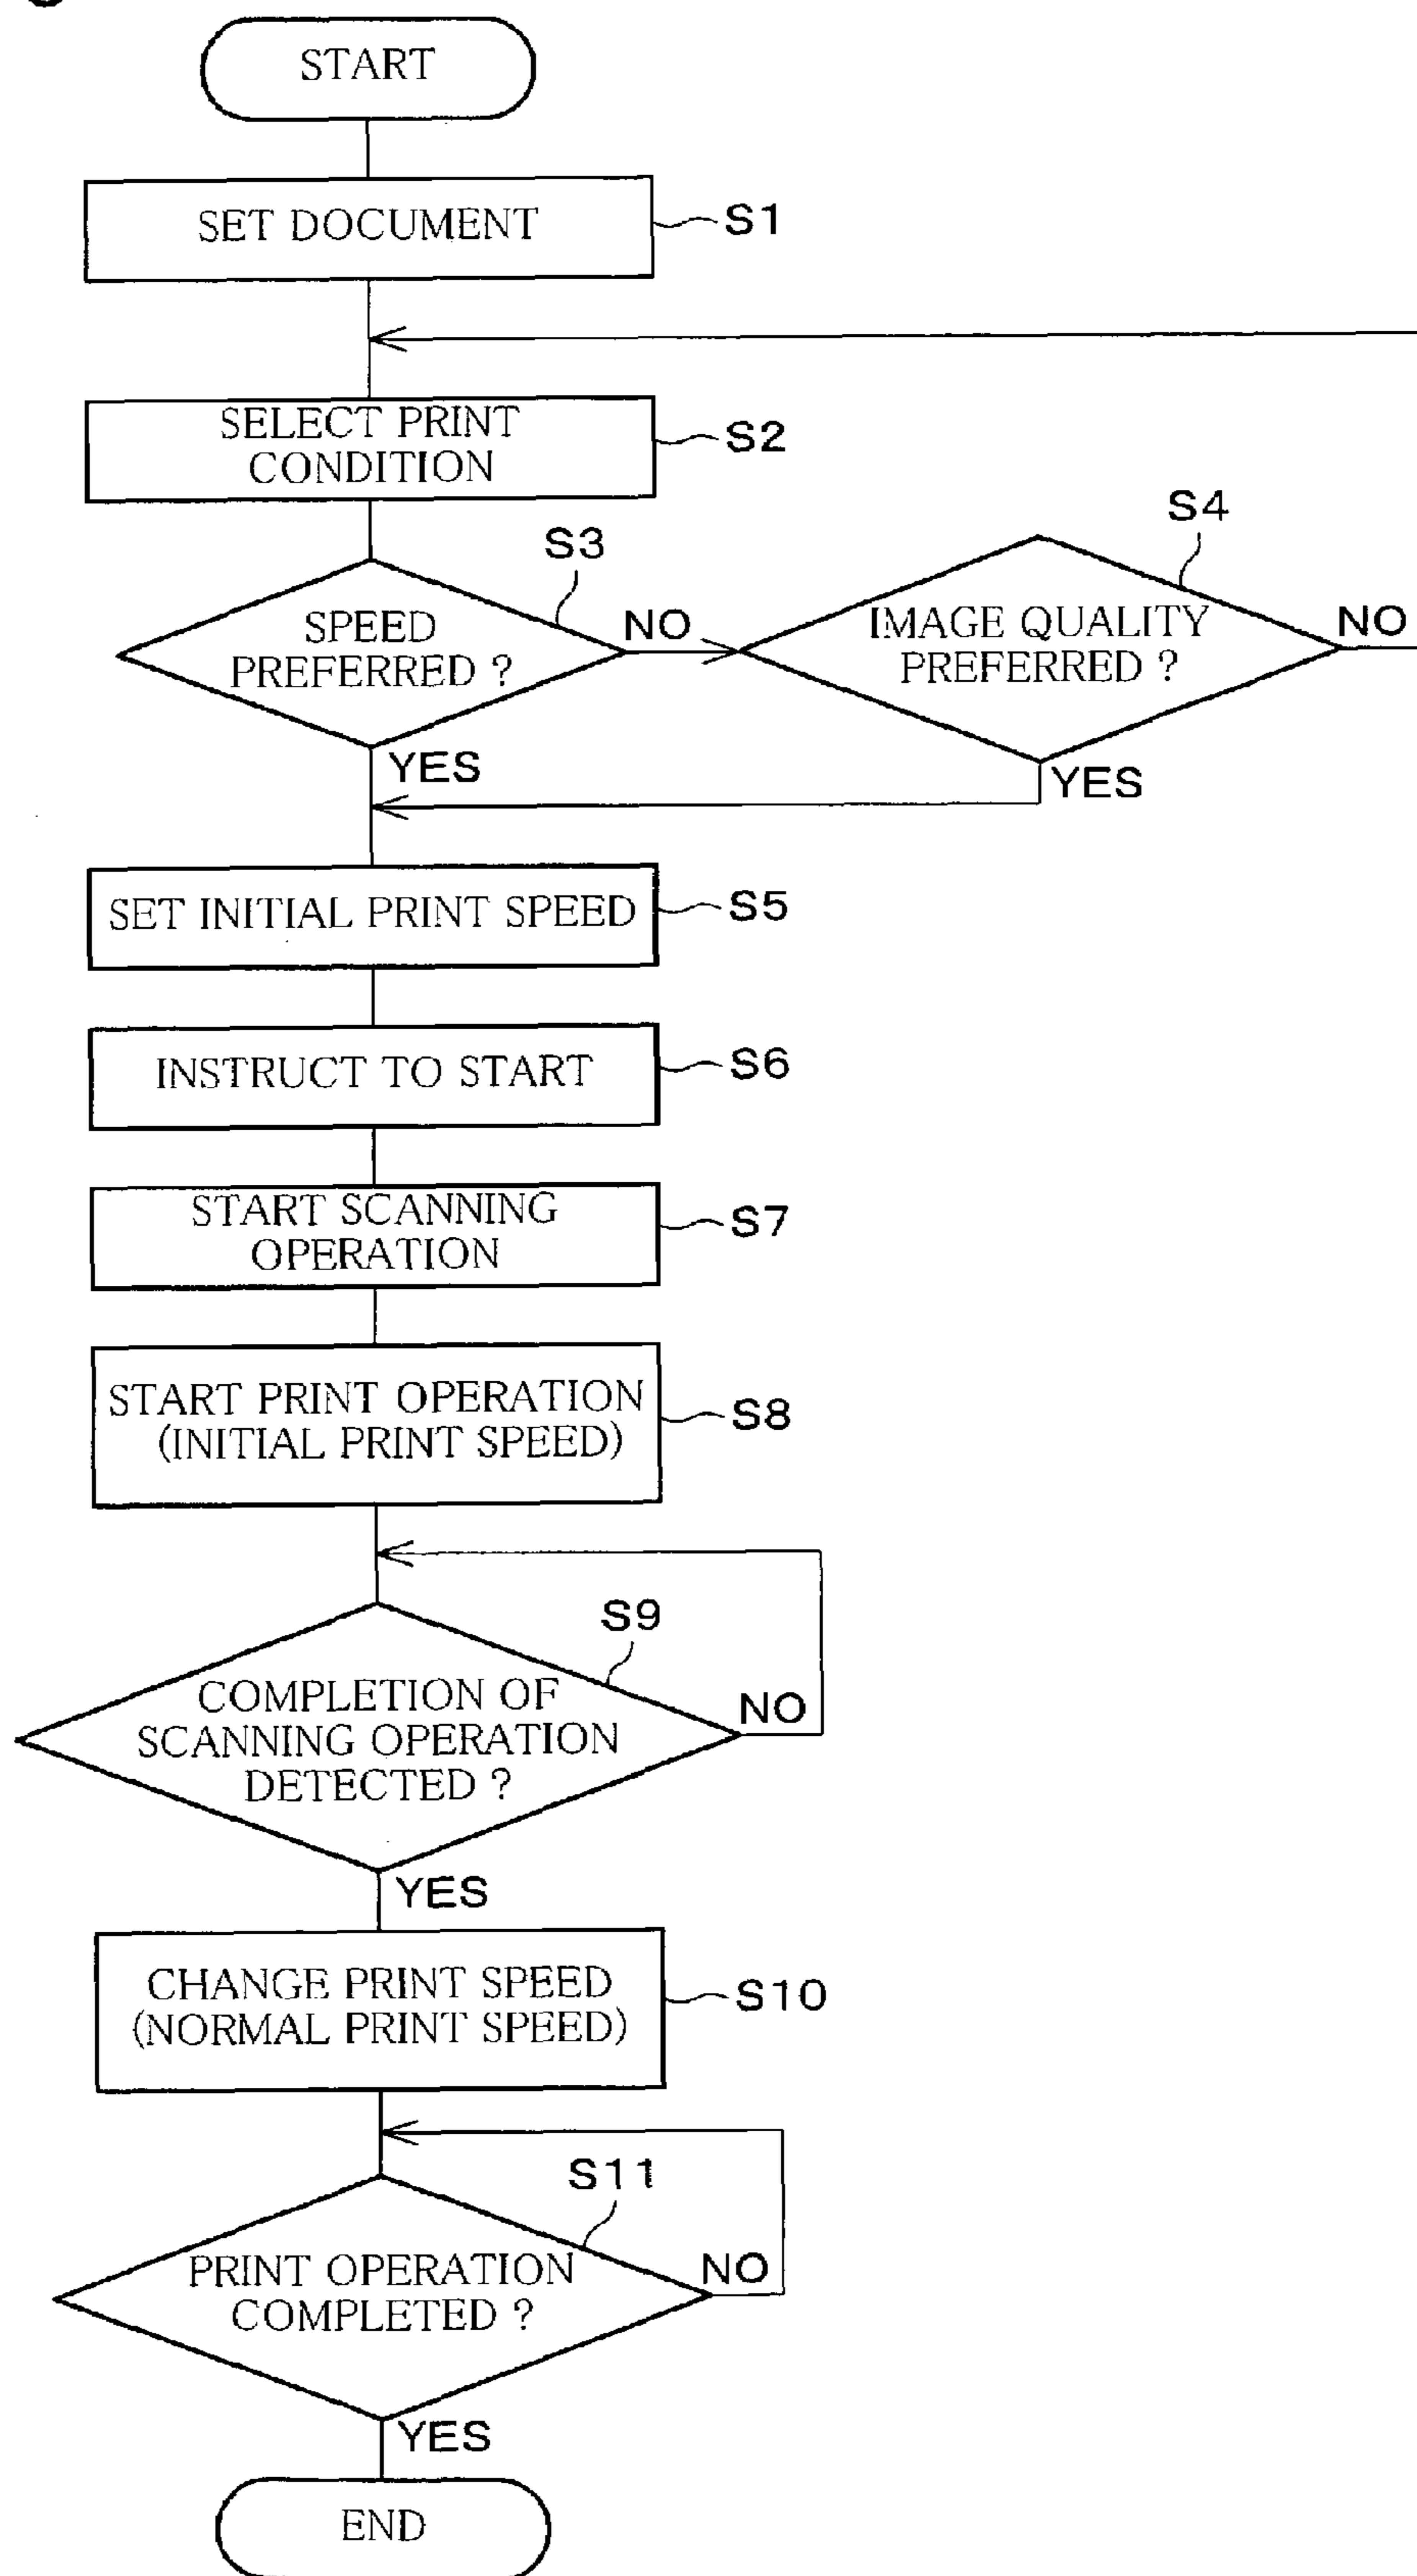 START
SET DOCUMENT
S1
SELECT PRINT
CONDITION
S2
S3
SPEED
PREFERRED ?
NO
S4
IMAGE QUALITY
PREFERRED ?
NO
YES
YES
SET INITIAL PRINT SPEED
S5
INSTRUCT TO START
S6
START SCANNING
OPERATION
S7
START PRINT OPERATION
(INITIAL PRINT SPEED)
S8
S9
COMPLETION OF
SCANNING OPERATION
DETECTED ?
NO
YES
CHANGE PRINT SPEED
(NORMAL PRINT SPEED)
S10
S11
PRINT OPERATION
COMPLETED ?
NO
YES
END